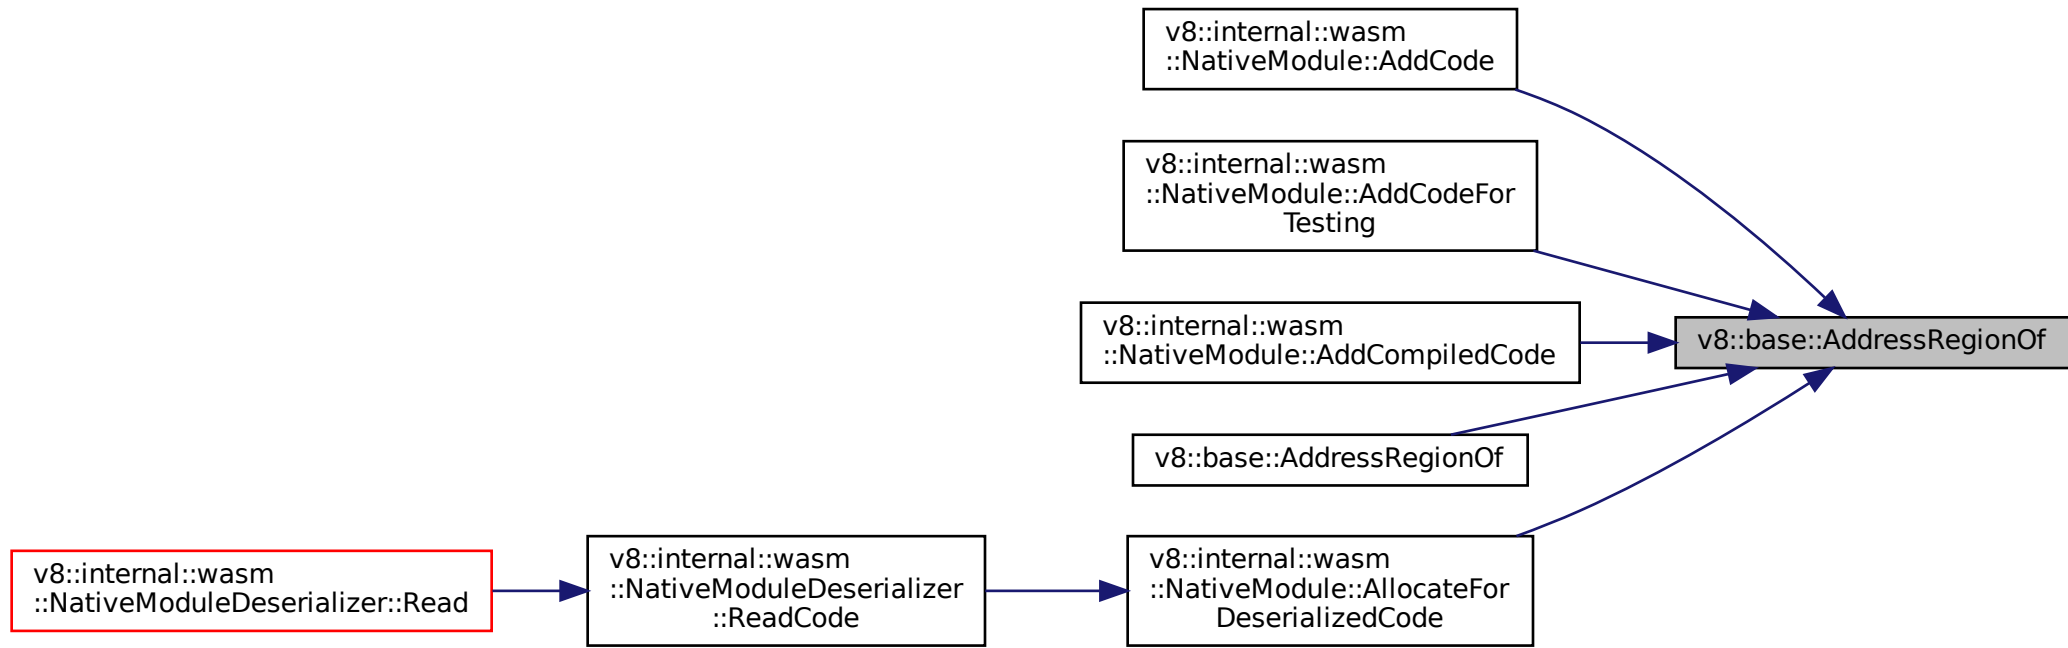 v8::internal::wasm
::NativeModule::AddCode
v8::internal::wasm
::NativeModule::AddCodeFor
Testing
v8::internal::wasm
::NativeModule::AddCompiledCode
v8::base::AddressRegionOf
v8::base::AddressRegionOf
v8::internal::wasm
::NativeModuleDeserializer::Read
v8::internal::wasm
::NativeModuleDeserializer
::ReadCode
v8::internal::wasm
::NativeModule::AllocateFor
DeserializedCode